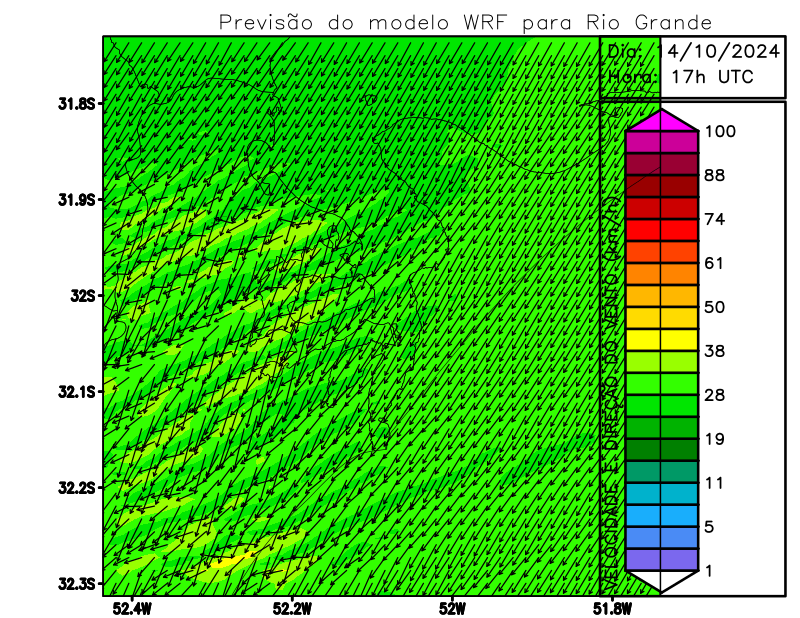 Previsão do modelo WRF para Rio Grande
Dia: 14/10/2024
Hora: 17h UTC
31.8S
31.9S
32S
32.1S
32.2S
32.3S
52.4W
52.2W
52W
51.8W
VELOCIDADE E DIREÇÃO DO VENTO (km/h)
100
88
74
61
50
38
28
19
11
5
1